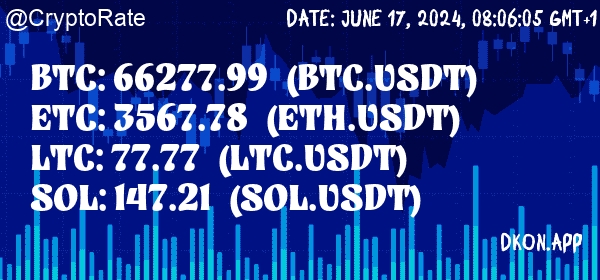 @CryptoRate
DATE: JUNE 17, 2024, 08:06:05 GMT+1
BTC: 66277.99 (BTC.USDT)
ETC: 3567.78 (ETH.USDT)
LTC: 77.77 (LTC.USDT)
SOL: 147.21 (SOL.USDT)
DKON.APP